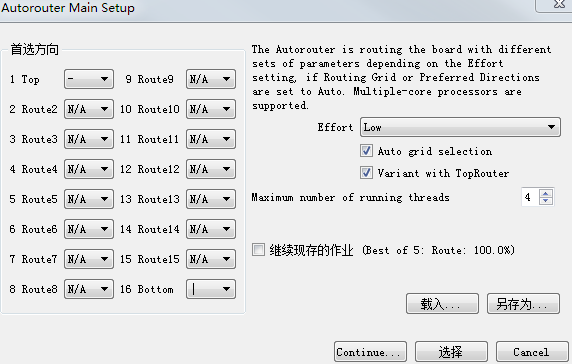 Autorouter Main Setup
首选方向
1 Top - 9 Route9 N/A
2 Route2 N/A 10 Route10 N/A
3 Route3 N/A 11 Route11 N/A
4 Route4 N/A 12 Route12 N/A
5 Route5 N/A 13 Route13 N/A
6 Route6 N/A 14 Route14 N/A
7 Route7 N/A 15 Route15 N/A
8 Route8 N/A 16 Bottom |
The Autorouter is routing the board with different
sets of parameters depending on the Effort
setting, if Routing Grid or Preferred Directions
are set to Auto. Multiple-core processors are
supported.
Effort Low
Auto grid selection
Variant with TopRouter
Maximum number of running threads 4
继续现存的作业 (Best of 5: Route: 100.0%)
载入... 另存为...
Continue... 选择 Cancel